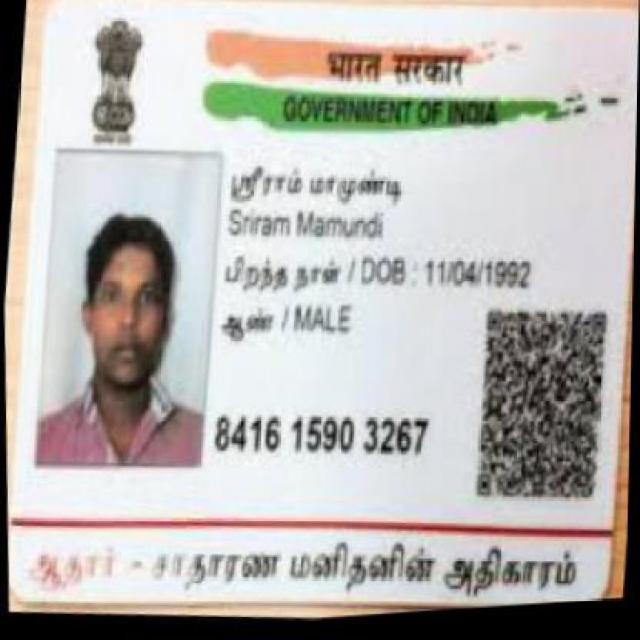 भारत सरकार
GOVERNMENT OF INDIA
ஸ்ரீராம் மாமுண்டி
Sriram Mamundi
பிறந்த நாள் / DOB : 11/04/1992
ஆண் / MALE
8416 1590 3267
ஆதார் - சாதாரண மனிதனின் அதிகாரம்